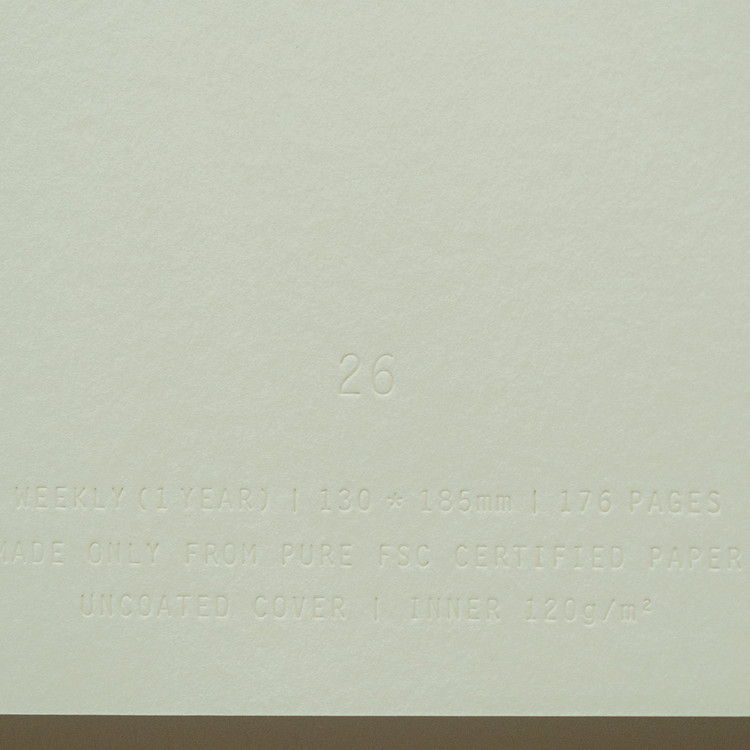 26
WEEKLY (1 YEAR) | 130 * 185mm | 176 PAGES
MADE ONLY FROM PURE FSC CERTIFIED PAPER
UNCOATED COVER | INNER 120g/m²